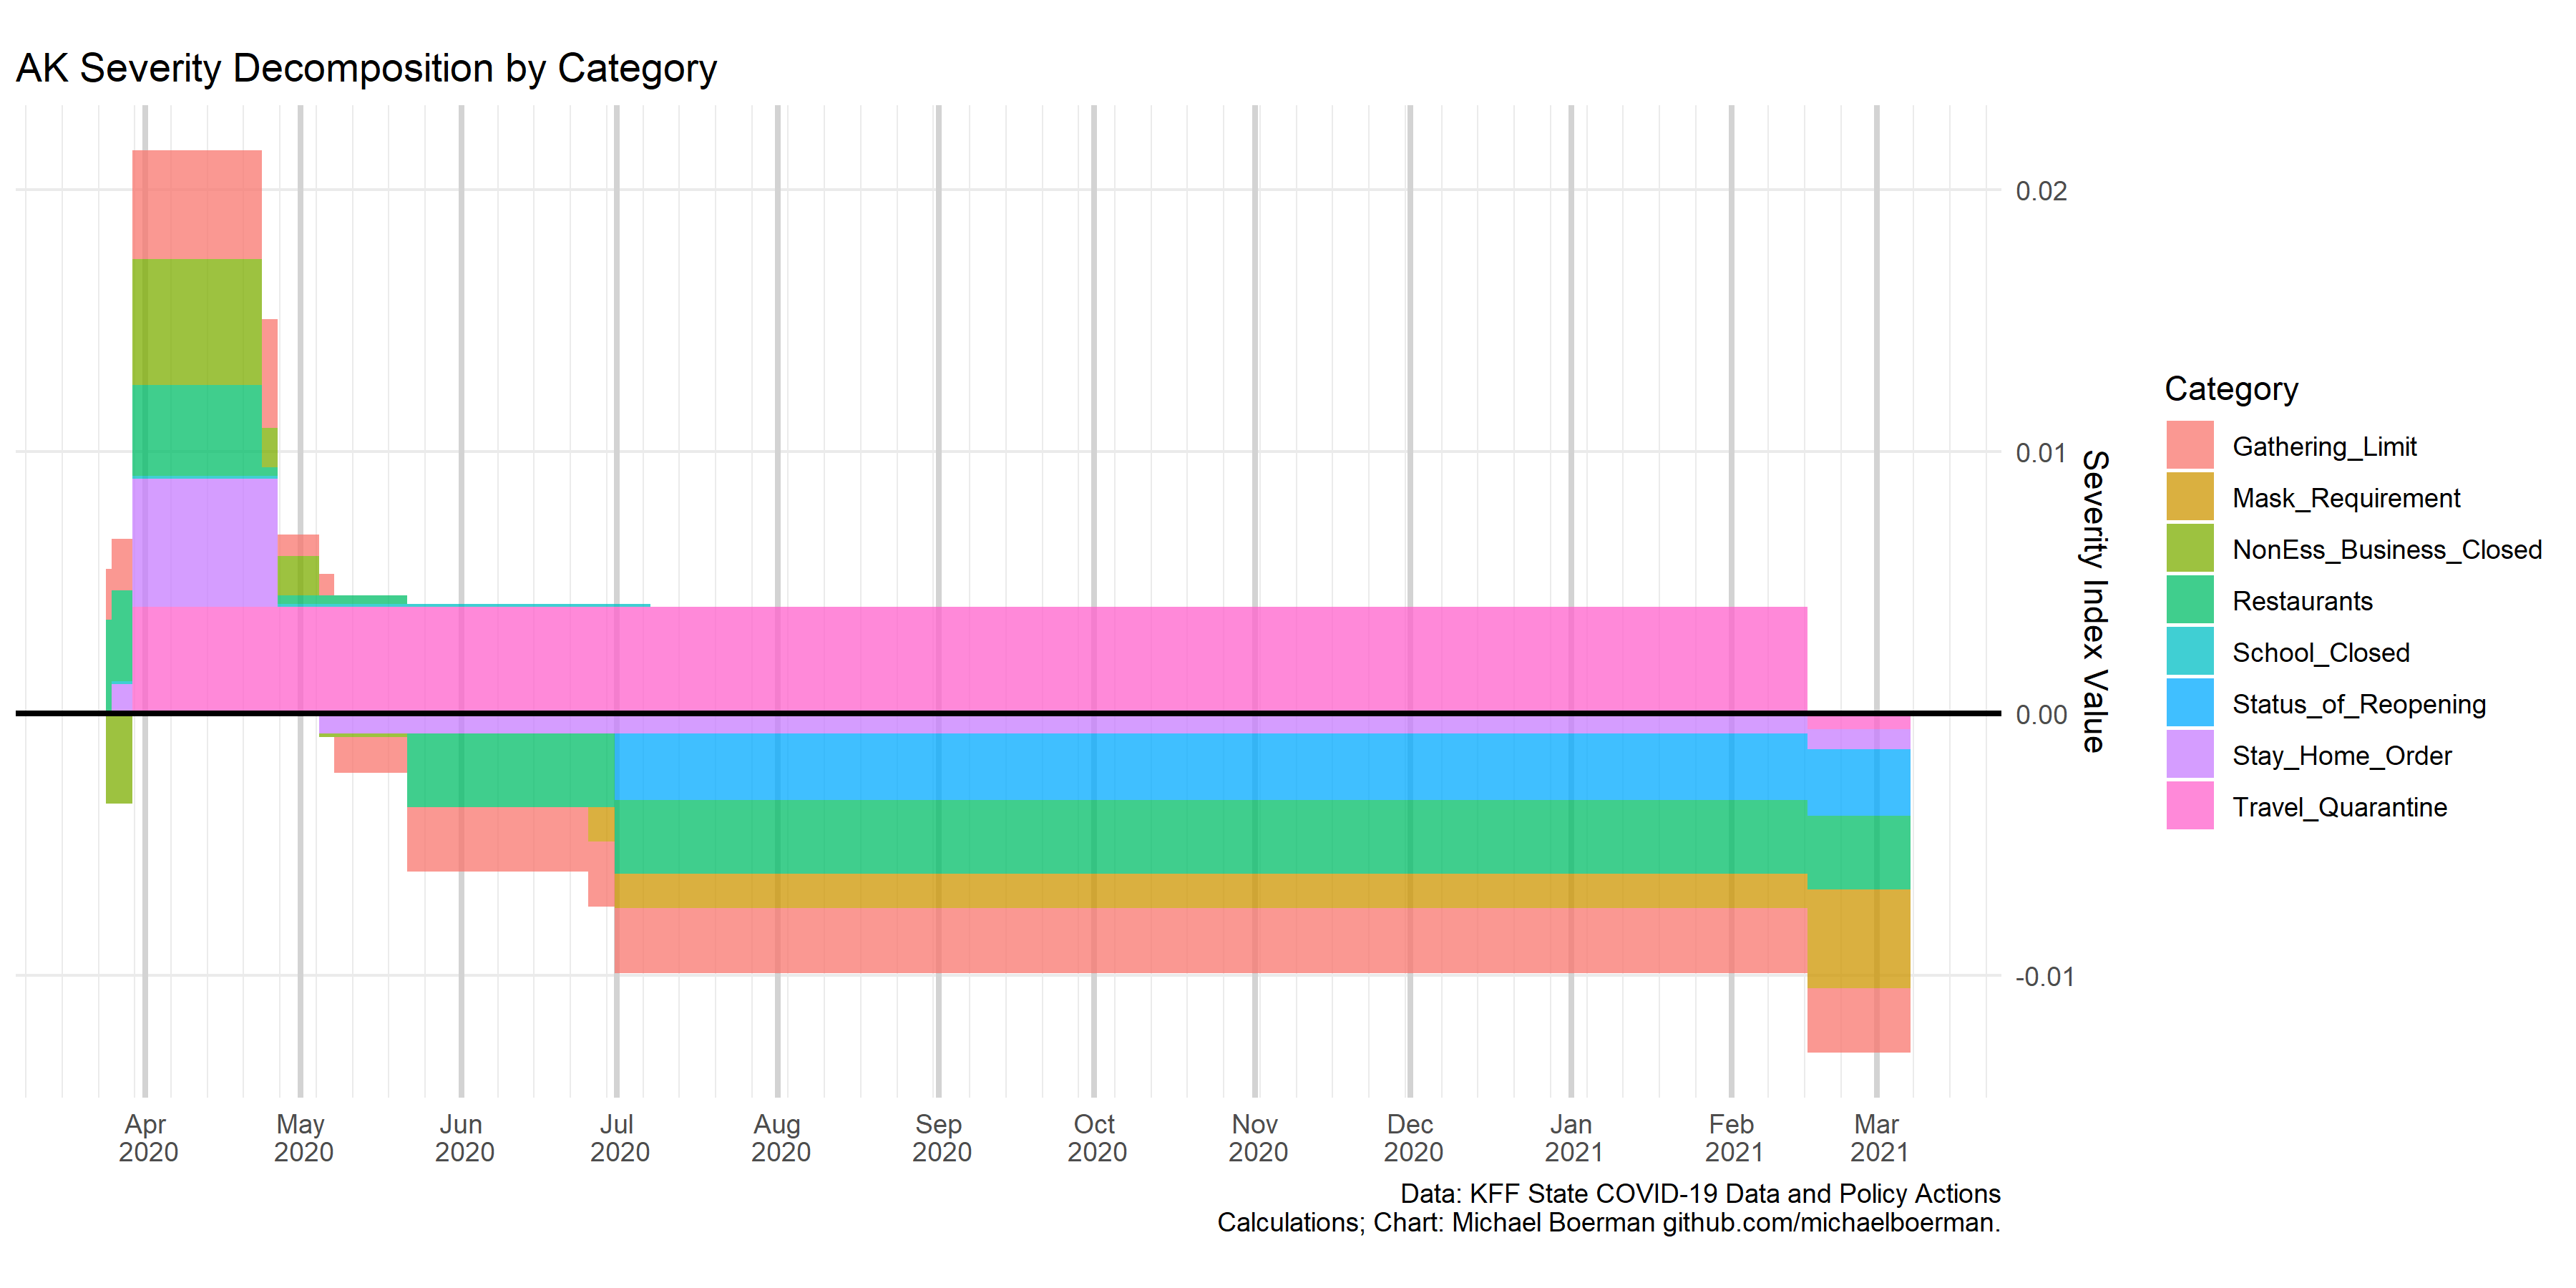 AK Severity Decomposition by Category
0.02
0.01
0.00
-0.01
Severity Index Value
Apr
2020
May
2020
Jun
2020
Jul
2020
Aug
2020
Sep
2020
Oct
2020
Nov
2020
Dec
2020
Jan
2021
Feb
2021
Mar
2021
Category
Gathering_Limit
Mask_Requirement
NonEss_Business_Closed
Restaurants
School_Closed
Status_of_Reopening
Stay_Home_Order
Travel_Quarantine
Data: KFF State COVID-19 Data and Policy Actions
Calculations; Chart: Michael Boerman github.com/michaelboerman.